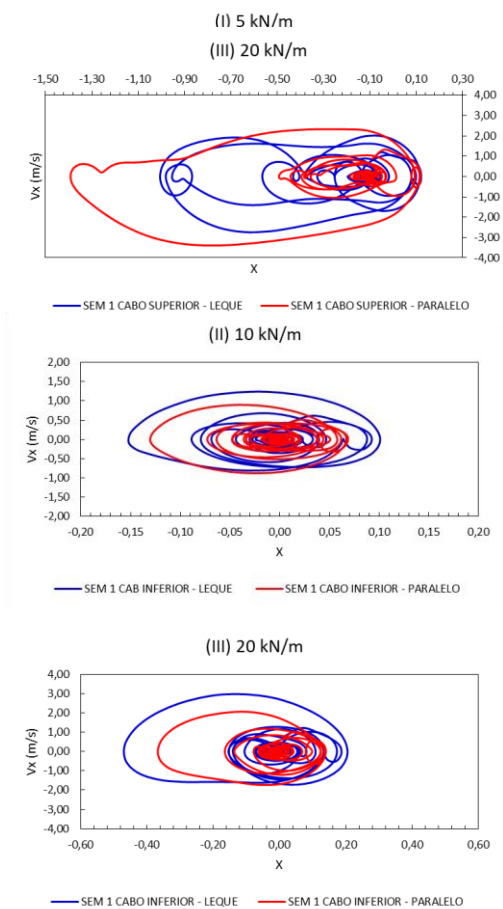 (I) 5 kN/m
(III) 20 kN/m
-1,50 -1,30 -1,10 -0,90 -0,70 -0,50 -0,30 -0,10 0,10 0,30
4,00
3,00
2,00
1,00
0,00
-1,00
-2,00
-3,00
-4,00
Vx (m/s)
X
SEM 1 CABO SUPERIOR - LEQUE SEM 1 CABO SUPERIOR - PARALELO
(II) 10 kN/m
2,00
1,50
1,00
0,50
0,00
-0,50
-1,00
-1,50
-2,00
Vx (m/s)
-0,20 -0,15 -0,10 -0,05 0,00 0,05 0,10 0,15 0,20
X
SEM 1 CAB INFERIOR - LEQUE SEM 1 CABO INFERIOR - PARALELO
(III) 20 kN/m
4,00
3,00
2,00
1,00
0,00
-1,00
-2,00
-3,00
-4,00
Vx (m/s)
-0,60 -0,40 -0,20 0,00 0,20 0,40 0,60
X
SEM 1 CABO INFERIOR - LEQUE SEM 1 CABO INFERIOR - PARALELO